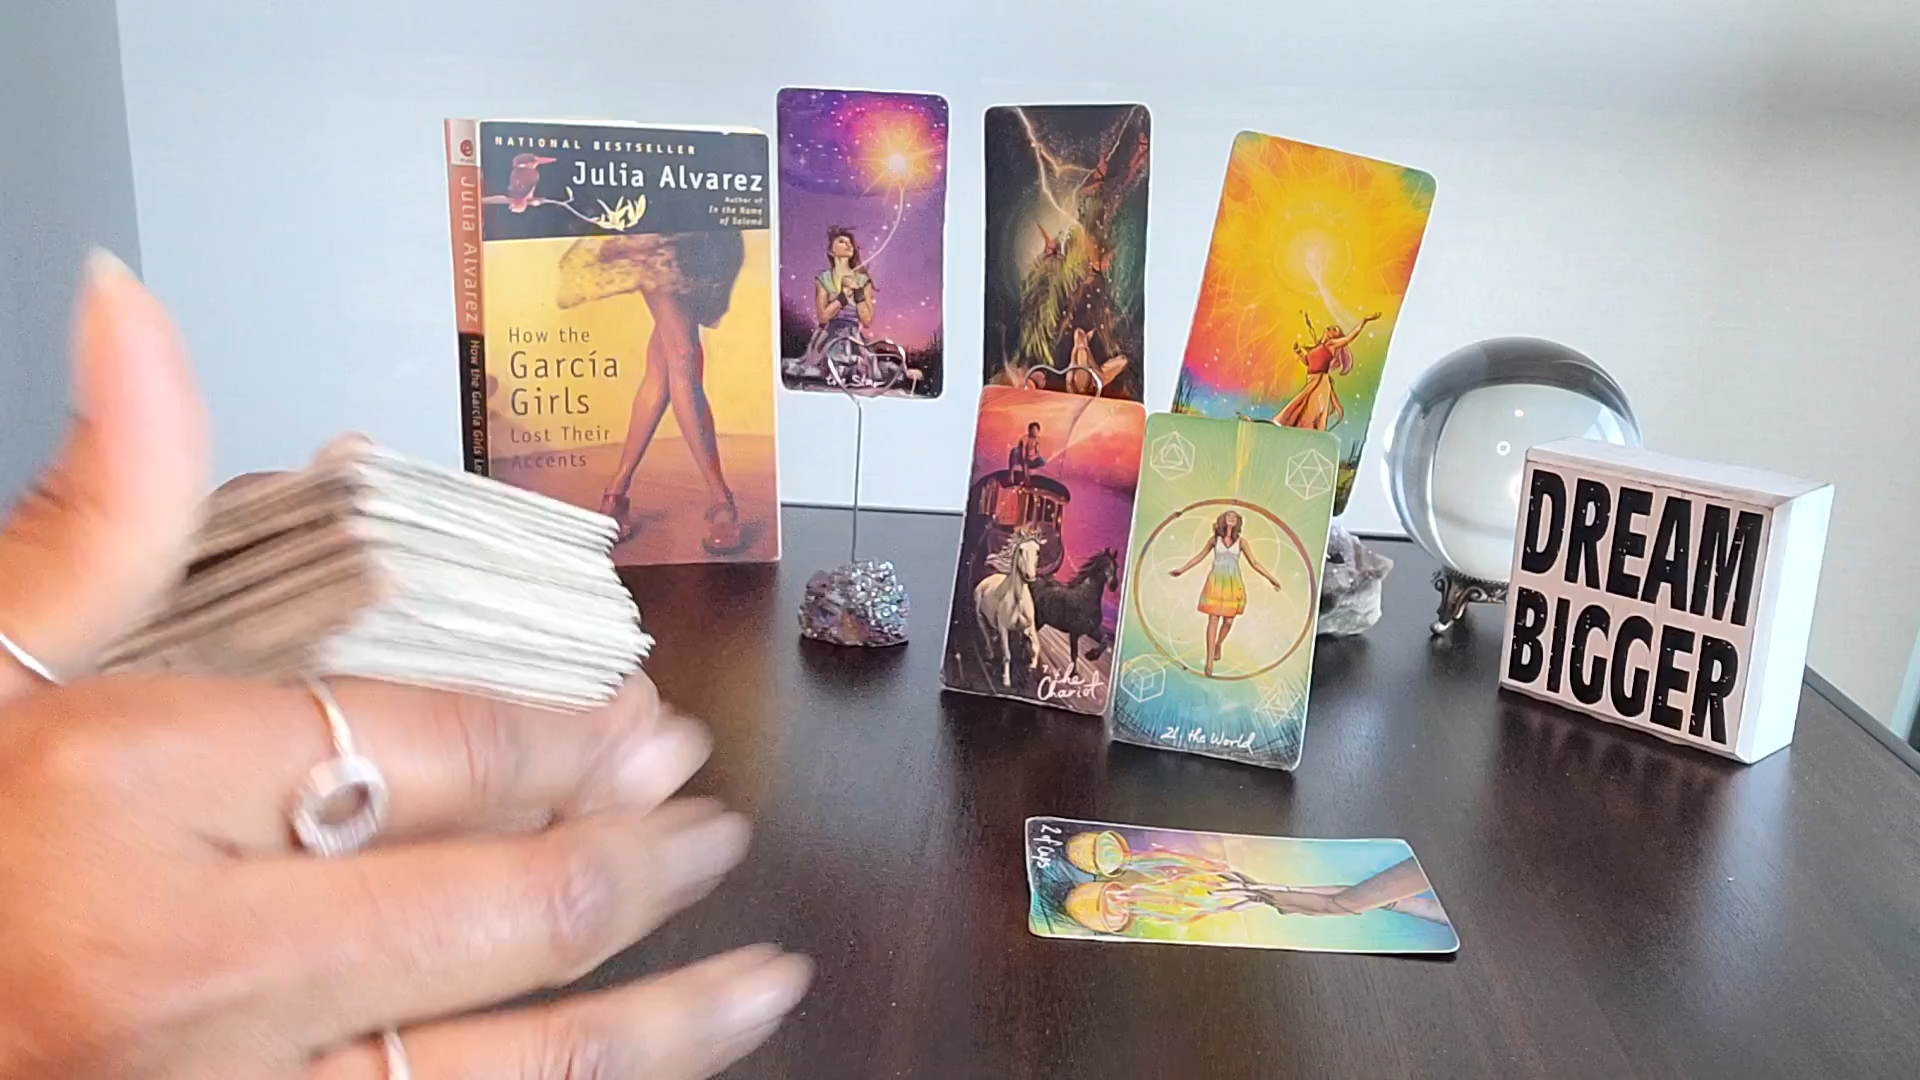 NATIONAL BESTSELLER
Julia Alvarez
Author of
In the Name
of Salomé
How the
García
Girls
Lost Their
Accents
Julia Alvarez
How the García Girls Lo
the Star
7. the
Chariot
21, the World
2 of Cups
DREAM
BIGGER